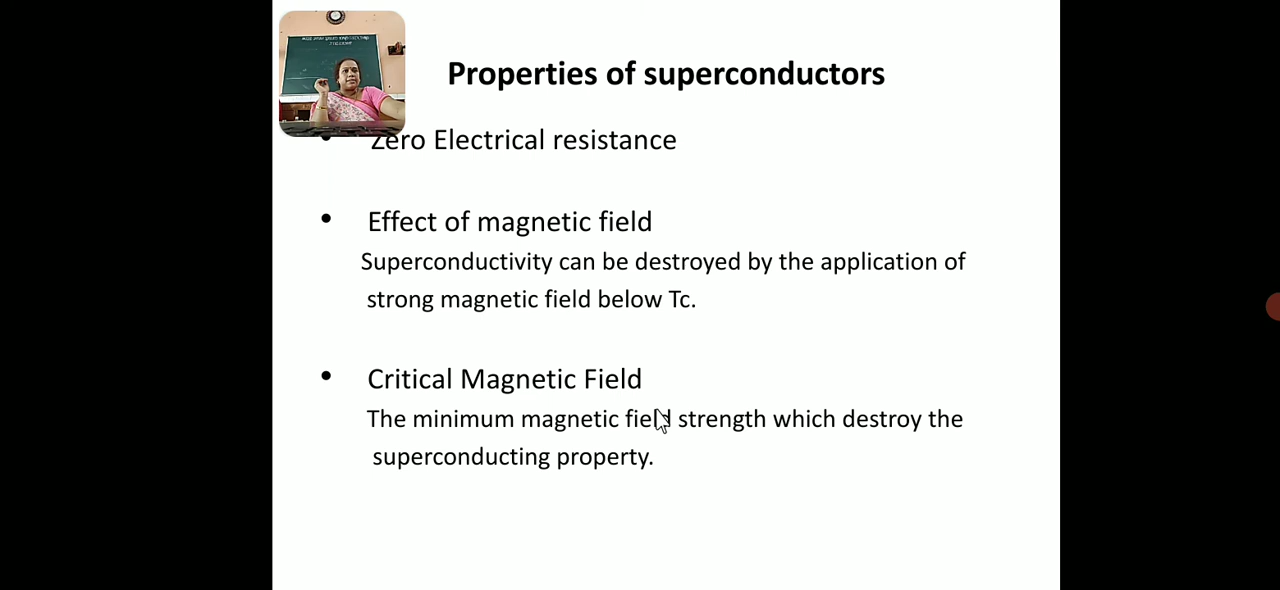 Properties of superconductors
• Zero Electrical resistance
• Effect of magnetic field
Superconductivity can be destroyed by the application of
strong magnetic field below Tc.
• Critical Magnetic Field
The minimum magnetic field strength which destroy the
superconducting property.